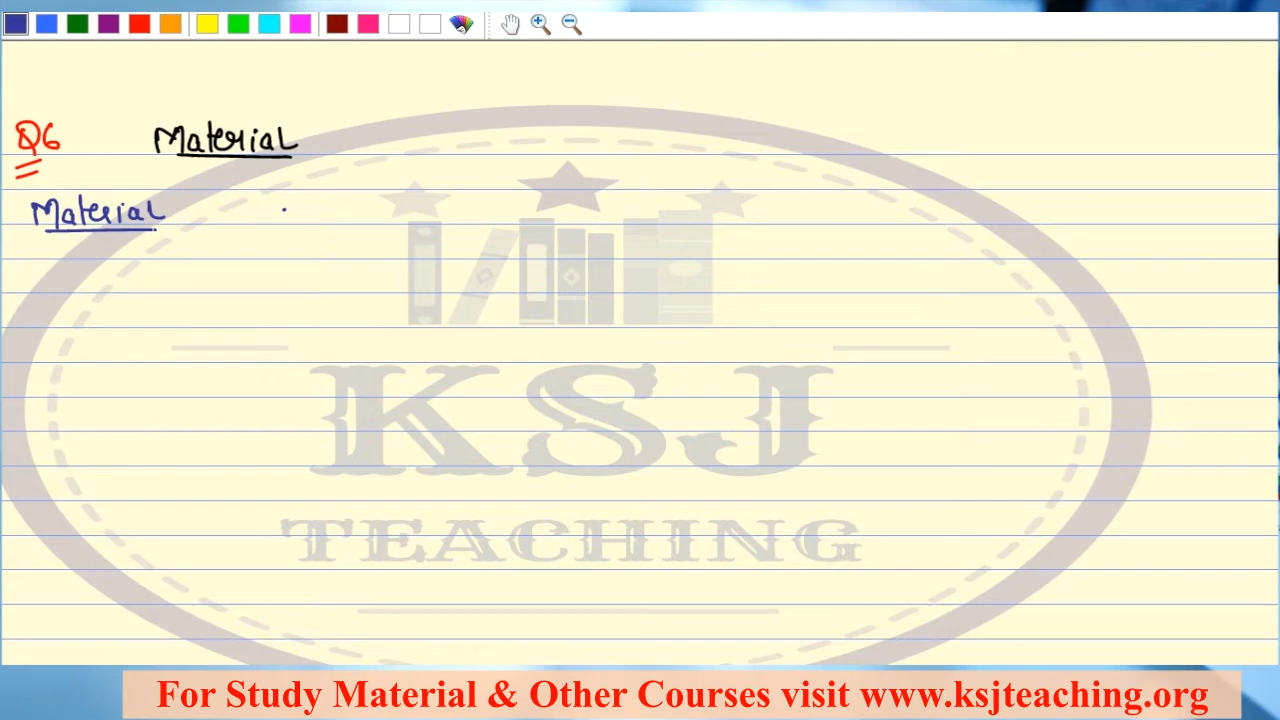 Q6 Material
Material
KSJ
TEACHING
For Study Material & Other Courses visit www.ksjteaching.org